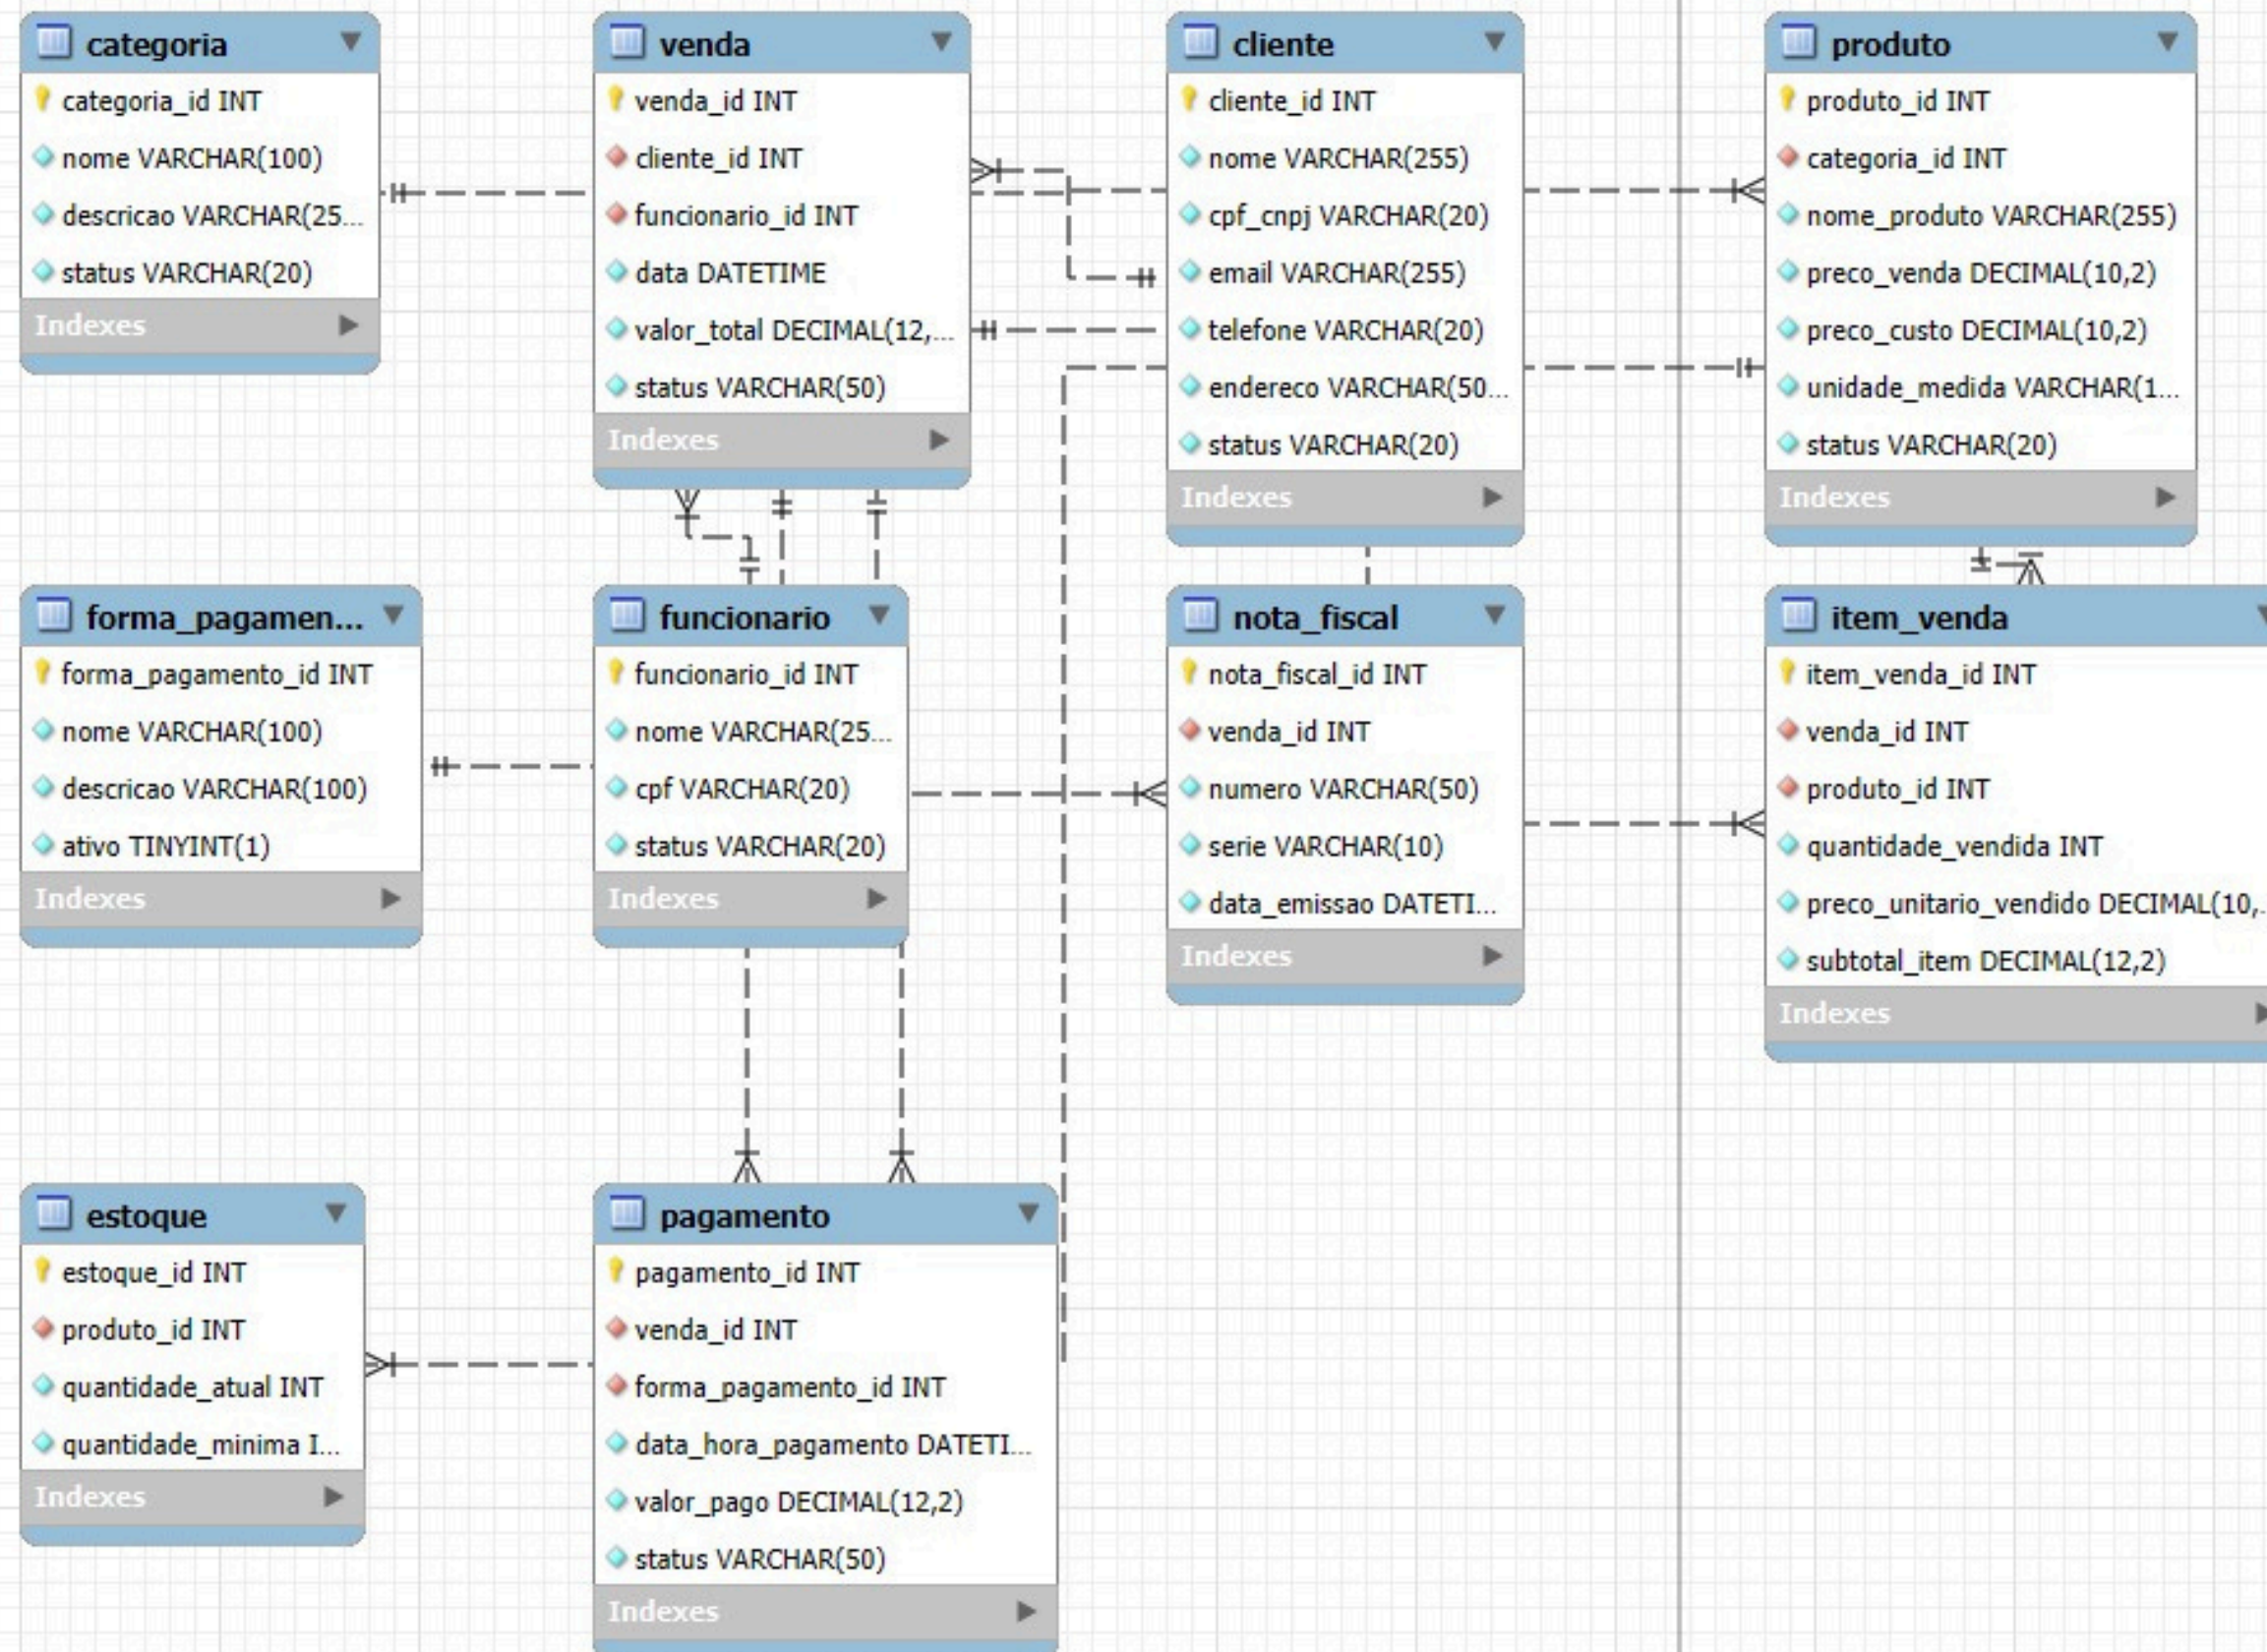 categoria
categoria_id INT
nome VARCHAR(100)
descricao VARCHAR(25...
status VARCHAR(20)
Indexes
venda
venda_id INT
cliente_id INT
funcionario_id INT
data DATETIME
valor_total DECIMAL(12,...
status VARCHAR(50)
Indexes
cliente
cliente_id INT
nome VARCHAR(255)
cpf_cnpj VARCHAR(20)
email VARCHAR(255)
telefone VARCHAR(20)
endereco VARCHAR(50...
status VARCHAR(20)
Indexes
produto
produto_id INT
categoria_id INT
nome_produto VARCHAR(255)
preco_venda DECIMAL(10,2)
preco_custo DECIMAL(10,2)
unidade_medida VARCHAR(1...
status VARCHAR(20)
Indexes
forma_pagamen...
forma_pagamento_id INT
nome VARCHAR(100)
descricao VARCHAR(100)
ativo TINYINT(1)
Indexes
funcionario
funcionario_id INT
nome VARCHAR(25...
cpf VARCHAR(20)
status VARCHAR(20)
Indexes
nota_fiscal
nota_fiscal_id INT
venda_id INT
numero VARCHAR(50)
serie VARCHAR(10)
data_emissao DATETI...
Indexes
item_venda
item_venda_id INT
venda_id INT
produto_id INT
quantidade_vendida INT
preco_unitario_vendido DECIMAL(10,.
subtotal_item DECIMAL(12,2)
Indexes
estoque
estoque_id INT
produto_id INT
quantidade_atual INT
quantidade_minima I...
Indexes
pagamento
pagamento_id INT
venda_id INT
forma_pagamento_id INT
data_hora_pagamento DATETI...
valor_pago DECIMAL(12,2)
status VARCHAR(50)
Indexes